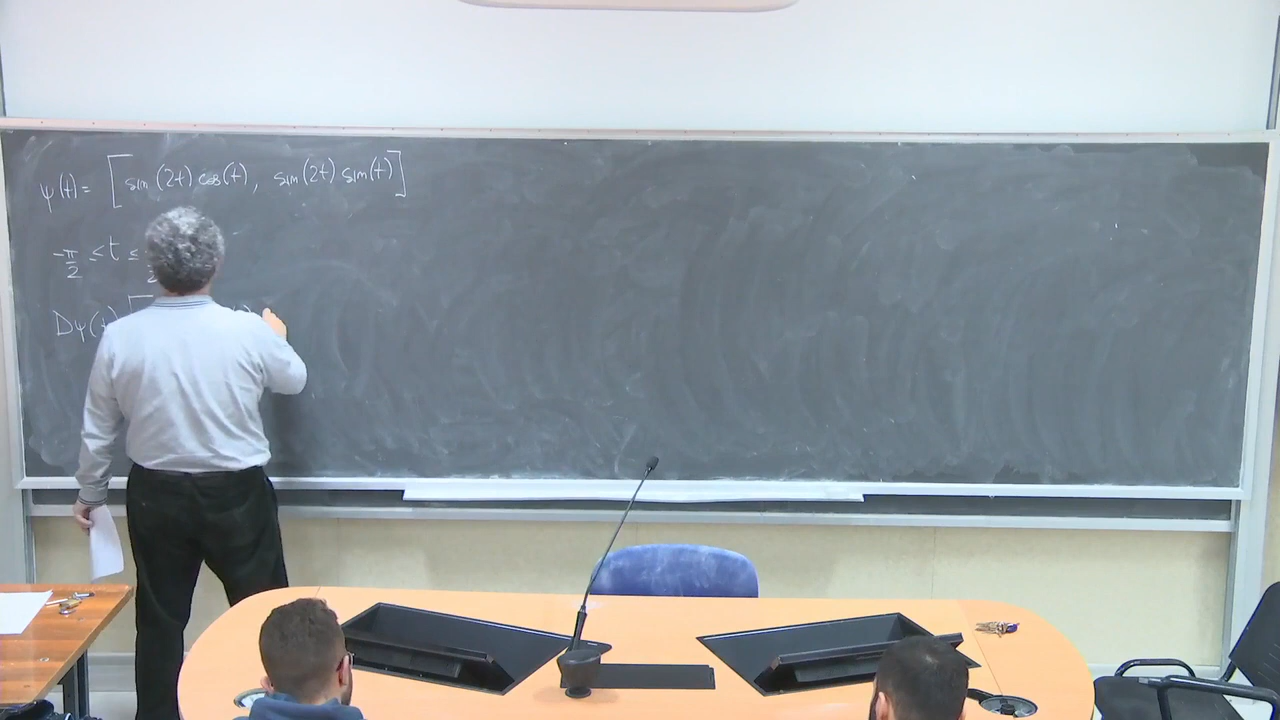 ψ(t) = [ sin(2t) cos(t), sin(2t) sin(t) ]
-π/2 ≤ t ≤
Dψ(t)